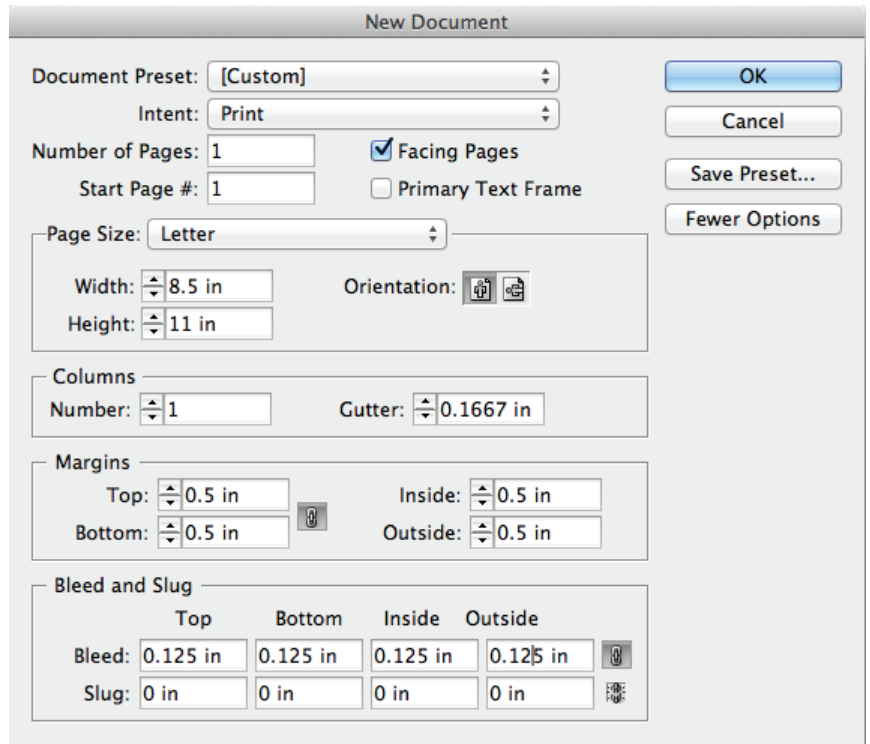 New Document
Document Preset: [Custom] OK
Intent: Print Cancel
Number of Pages: 1 Facing Pages
Save Preset...
Start Page #: 1 Primary Text Frame
Fewer Options
Page Size: Letter
Width: 8.5 in Orientation:
Height: 11 in
Columns
Number: 1 Gutter: 0.1667 in
Margins
Top: 0.5 in Inside: 0.5 in
Bottom: 0.5 in Outside: 0.5 in
Bleed and Slug
Top Bottom Inside Outside
Bleed: 0.125 in 0.125 in 0.125 in 0.125 in
Slug: 0 in 0 in 0 in 0 in